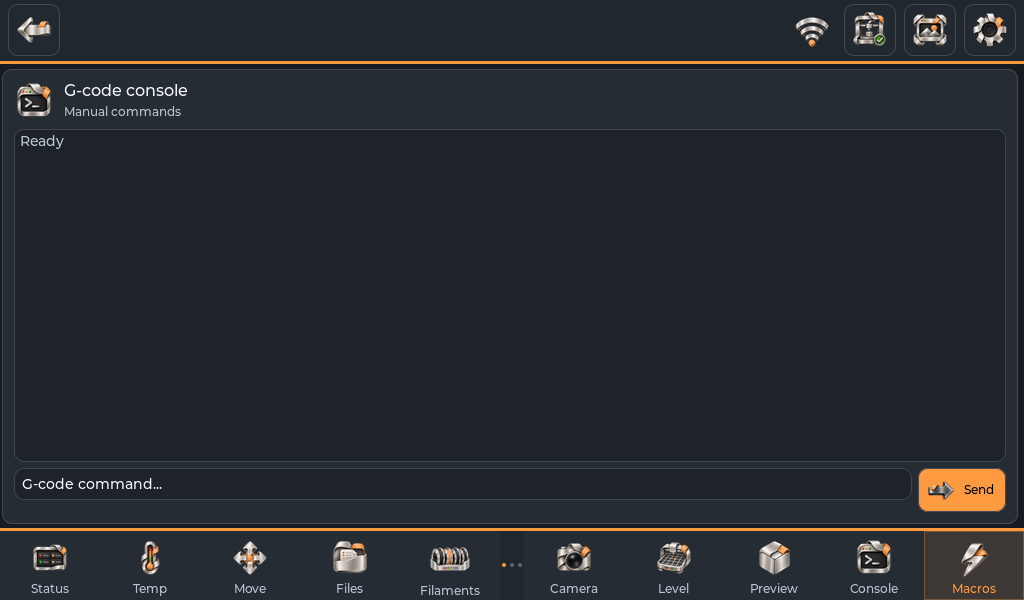 G-code console
Manual commands
Ready
G-code command...
Send
Status
Temp
Move
Files
Filaments
Camera
Level
Preview
Console
Macros